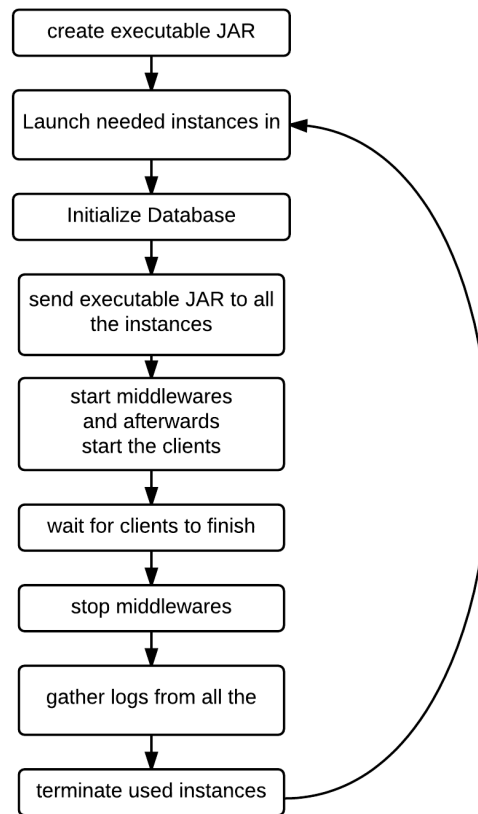 create executable JAR
Launch needed instances in
Initialize Database
send executable JAR to all
the instances
start middlewares
and afterwards
start the clients
wait for clients to finish
stop middlewares
gather logs from all the
terminate used instances